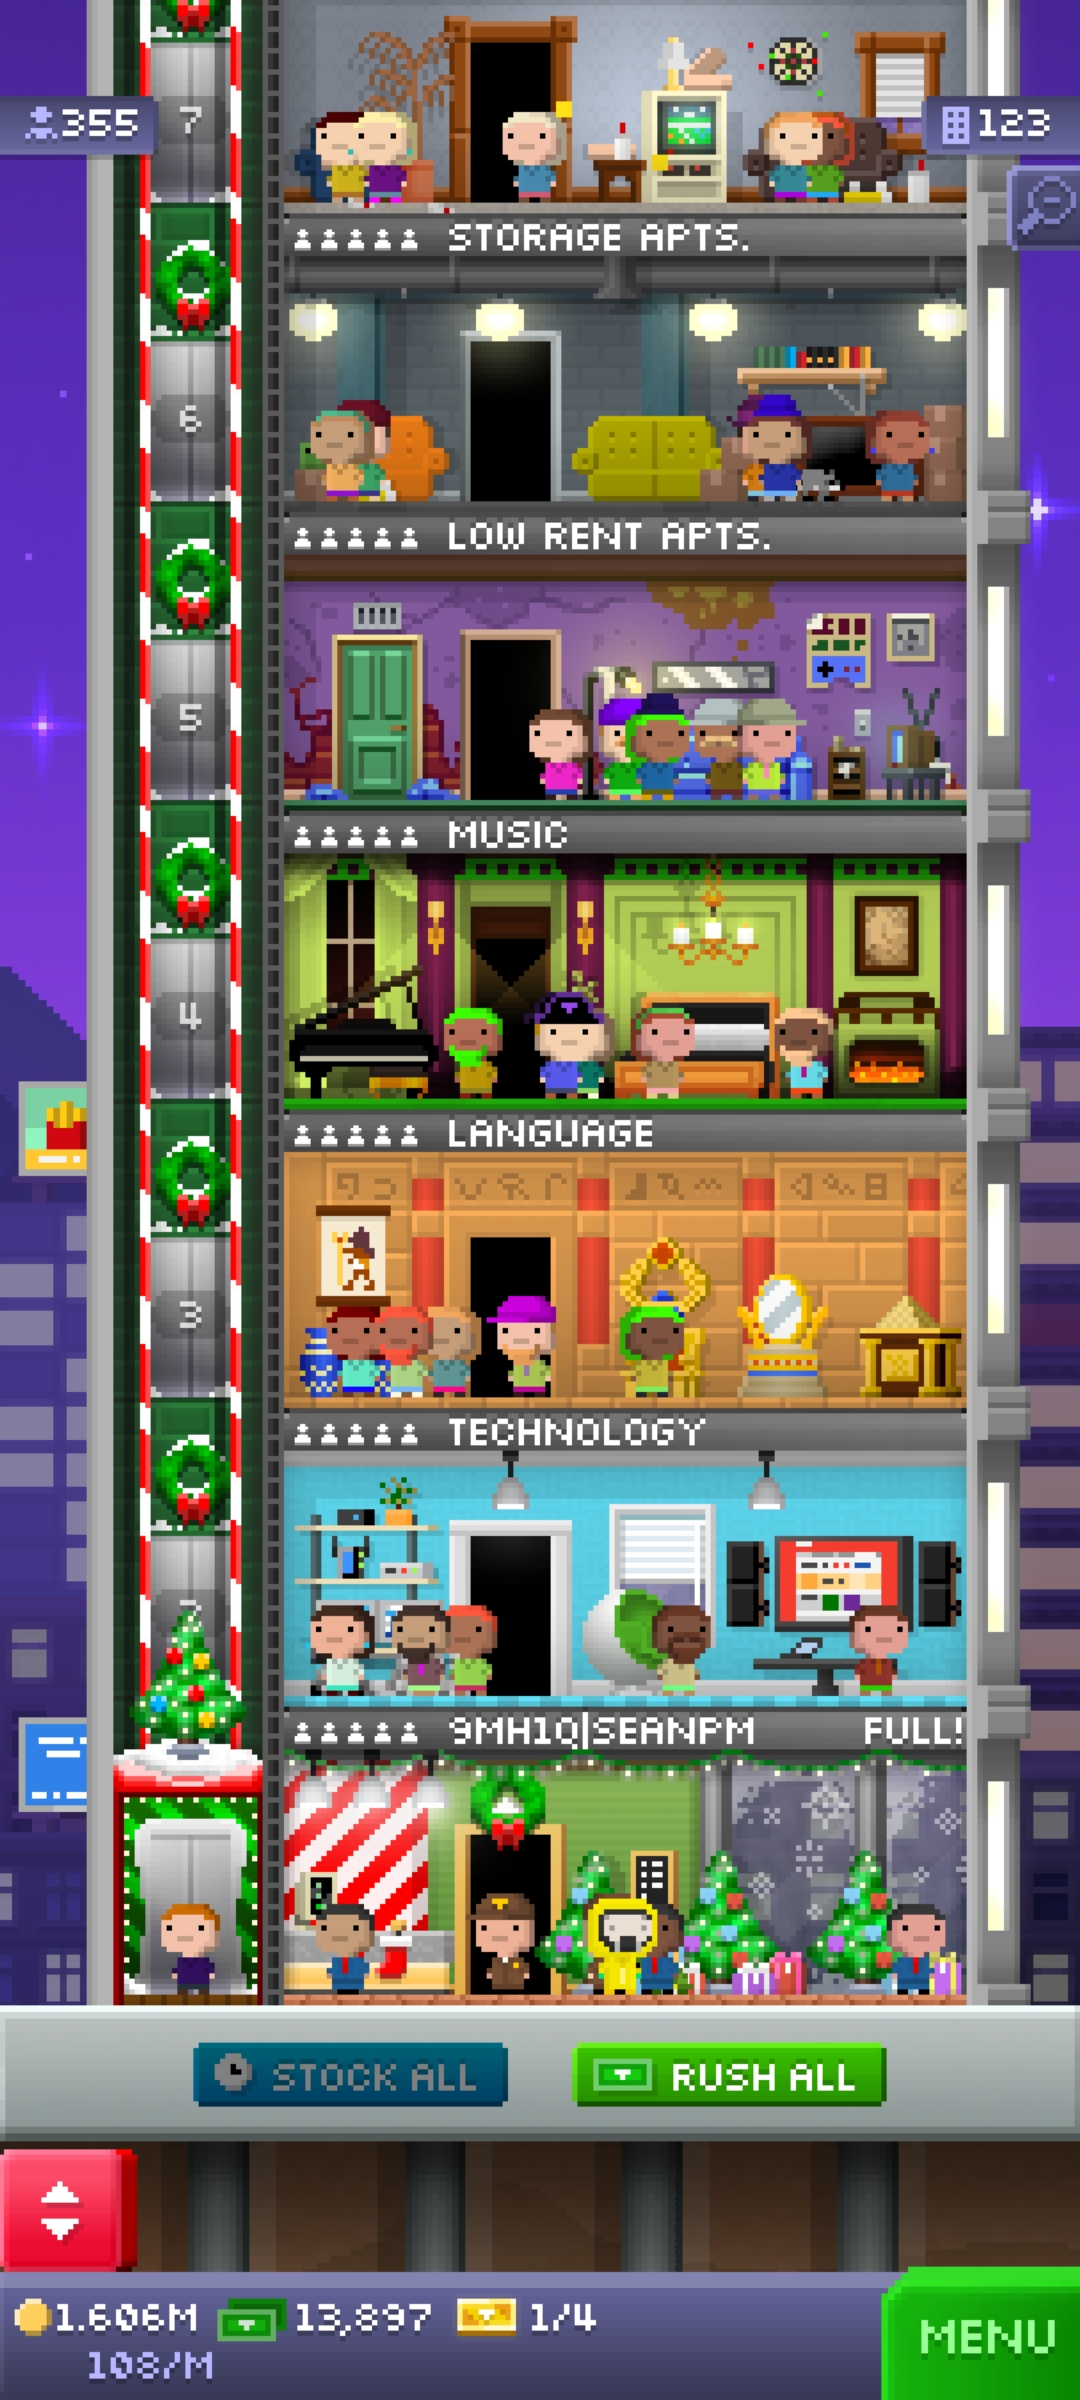 7
355
123
STORAGE APTS.
6
LOW RENT APTS.
5
MUSIC
4
LANGUAGE
3
TECHNOLOGY
9MH1Q|SEANPM FULL!
STOCK ALL
RUSH ALL
1.606M 13,897 1/4
108/M
MENU